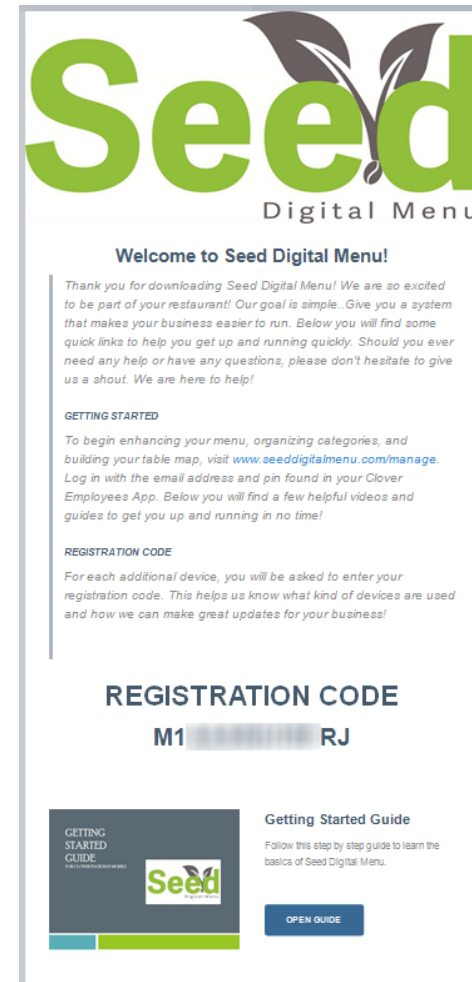 Seed
Digital Menu
Welcome to Seed Digital Menu!
Thank you for downloading Seed Digital Menu! We are so excited
to be part of your restaurant! Our goal is simple..Give you a system
that makes your business easier to run. Below you will find some
quick links to help you get up and running quickly. Should you ever
need any help or have any questions, please don't hesitate to give
us a shout. We are here to help!
GETTING STARTED
To begin enhancing your menu, organizing categories, and
building your table map, visit www.seeddigitalmenu.com/manage.
Log in with the email address and pin found in your Clover
Employees App. Below you will find a few helpful videos and
guides to get you up and running in no time!
REGISTRATION CODE
For each additional device, you will be asked to enter your
registration code. This helps us know what kind of devices are used
and how we can make great updates for your business!
REGISTRATION CODE
M1 RJ
GETTING
STARTED
GUIDE
Seed
Digital Menu
Getting Started Guide
Follow this step by step guide to learn the
basics of Seed Digital Menu.
OPEN GUIDE